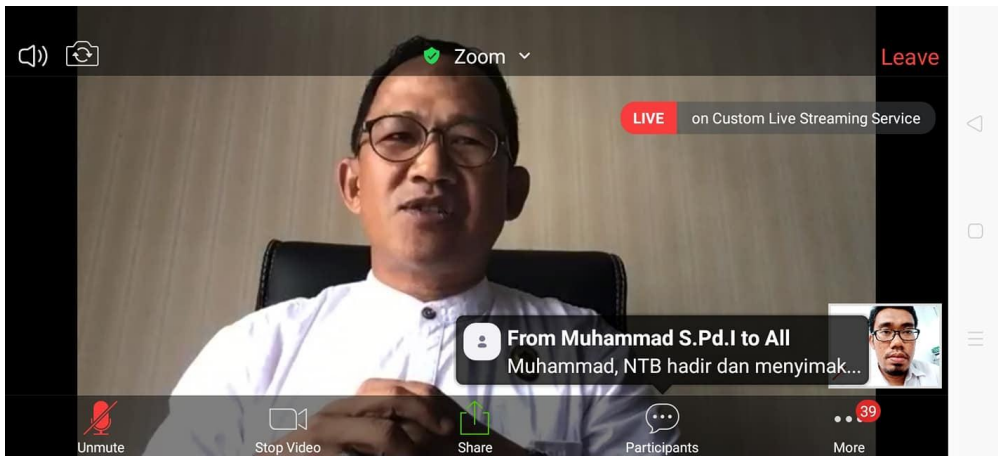 Zoom
Leave
LIVE on Custom Live Streaming Service
From Muhammad S.Pd.I to All
Muhammad, NTB hadir dan menyimak...
39
Unmute
Stop Video
Share
Participants
More